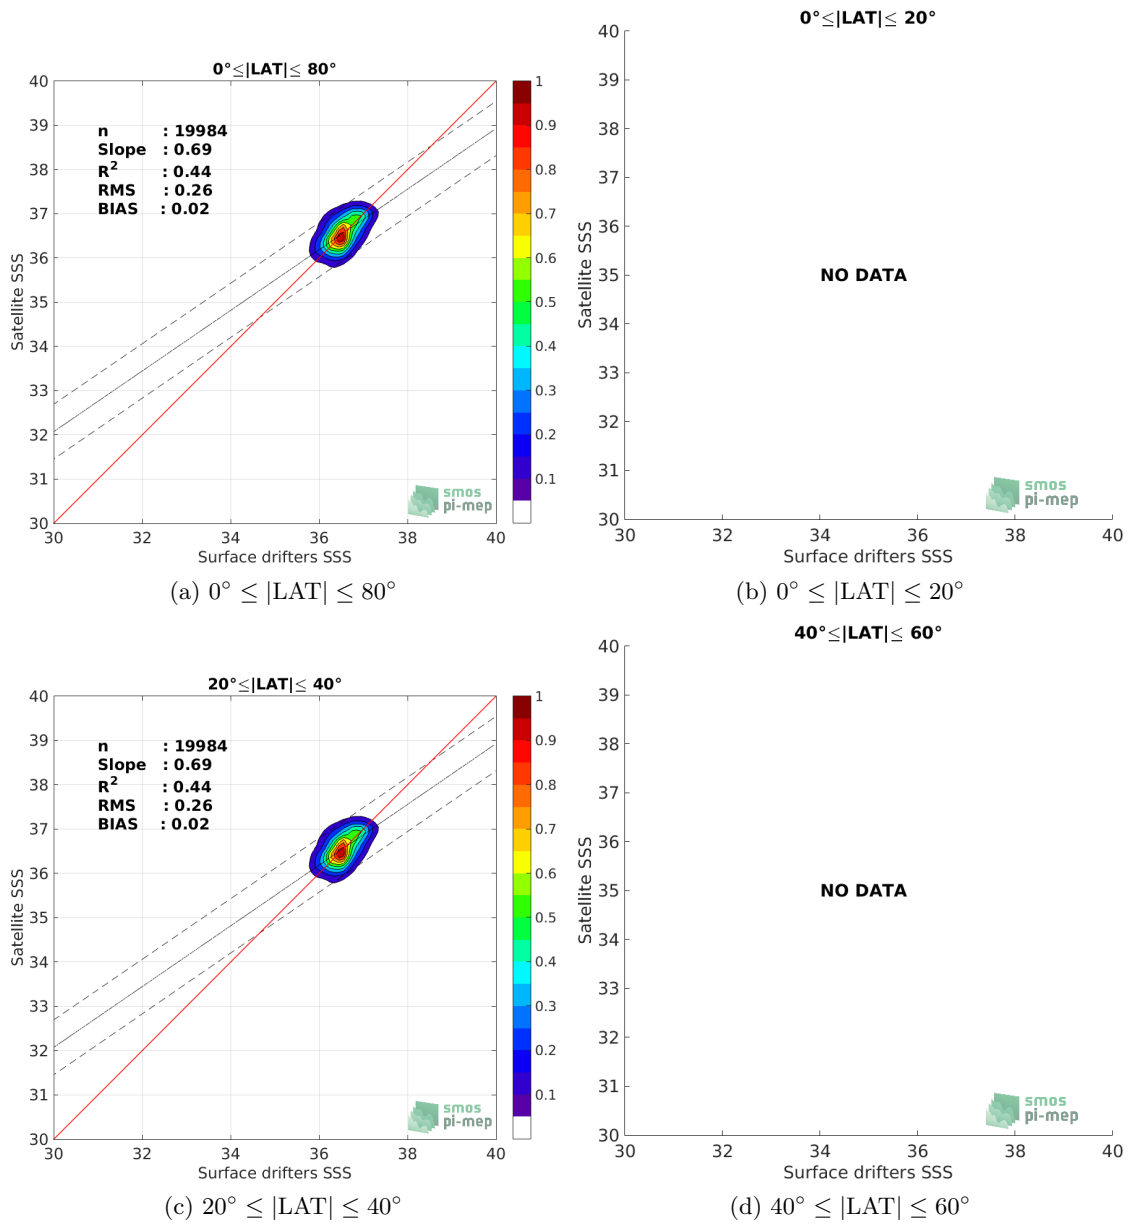 0°≤|LAT|≤ 80°
40
39
38
37
36
35
34
33
32
31
30
Satellite SSS
n : 19984
Slope : 0.69
R² : 0.44
RMS : 0.26
BIAS : 0.02
smos
pi-mep
30 32 34 36 38 40
Surface drifters SSS
1
0.9
0.8
0.7
0.6
0.5
0.4
0.3
0.2
0.1
(a) 0° ≤ |LAT| ≤ 80°
0°≤|LAT|≤ 20°
40
39
38
37
36
35
34
33
32
31
30
Satellite SSS
NO DATA
smos
pi-mep
30 32 34 36 38 40
Surface drifters SSS
(b) 0° ≤ |LAT| ≤ 20°
20°≤|LAT|≤ 40°
40
39
38
37
36
35
34
33
32
31
30
Satellite SSS
n : 19984
Slope : 0.69
R² : 0.44
RMS : 0.26
BIAS : 0.02
smos
pi-mep
30 32 34 36 38 40
Surface drifters SSS
1
0.9
0.8
0.7
0.6
0.5
0.4
0.3
0.2
0.1
(c) 20° ≤ |LAT| ≤ 40°
40°≤|LAT|≤ 60°
40
39
38
37
36
35
34
33
32
31
30
Satellite SSS
NO DATA
smos
pi-mep
30 32 34 36 38 40
Surface drifters SSS
(d) 40° ≤ |LAT| ≤ 60°